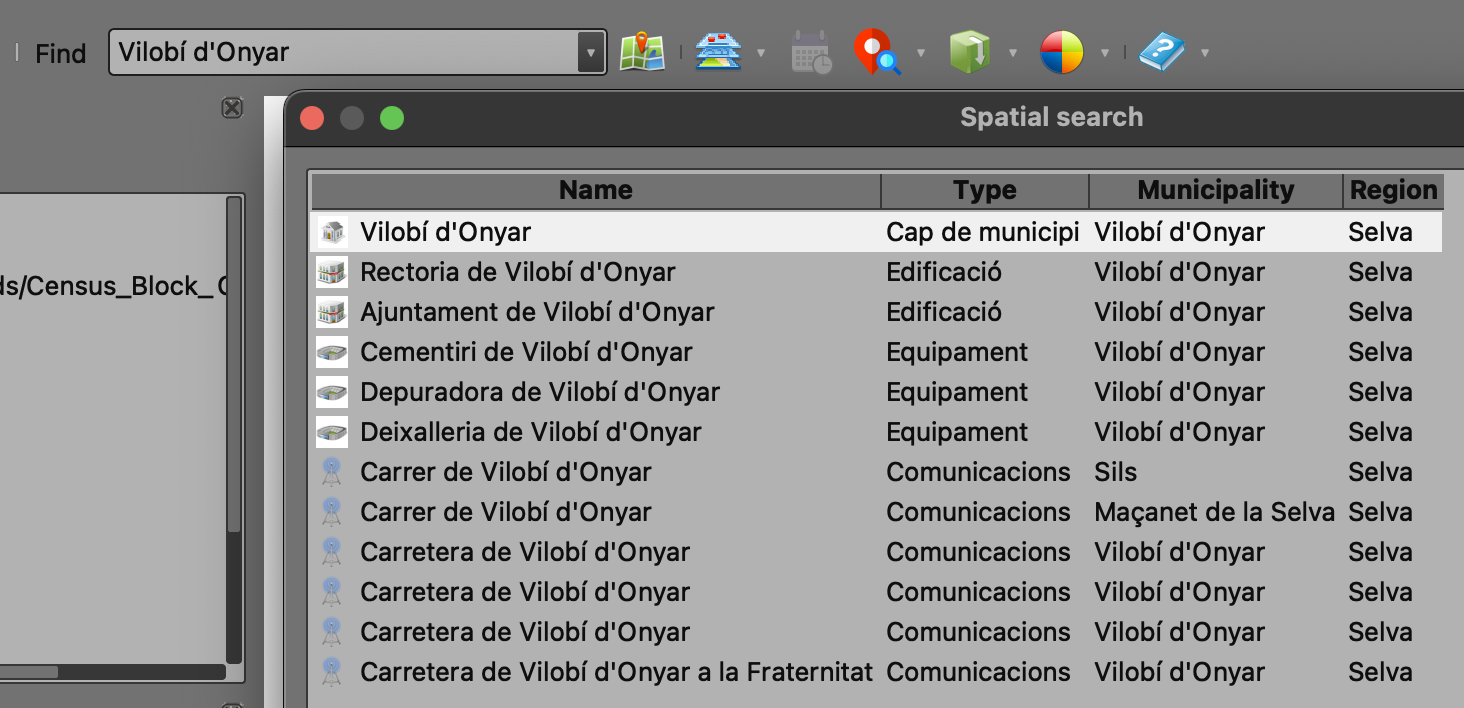 Find Vilobí d'Onyar
Spatial search
Name Type Municipality Region
Vilobí d'Onyar Cap de municipi Vilobí d'Onyar Selva
Rectoria de Vilobí d'Onyar Edificació Vilobí d'Onyar Selva
ds/Census_Block_
Ajuntament de Vilobí d'Onyar Edificació Vilobí d'Onyar Selva
Cementiri de Vilobí d'Onyar Equipament Vilobí d'Onyar Selva
Depuradora de Vilobí d'Onyar Equipament Vilobí d'Onyar Selva
Deixalleria de Vilobí d'Onyar Equipament Vilobí d'Onyar Selva
Carrer de Vilobí d'Onyar Comunicacions Sils Selva
Carrer de Vilobí d'Onyar Comunicacions Maçanet de la Selva Selva
Carretera de Vilobí d'Onyar Comunicacions Vilobí d'Onyar Selva
Carretera de Vilobí d'Onyar Comunicacions Vilobí d'Onyar Selva
Carretera de Vilobí d'Onyar Comunicacions Vilobí d'Onyar Selva
Carretera de Vilobí d'Onyar a la Fraternitat Comunicacions Vilobí d'Onyar Selva